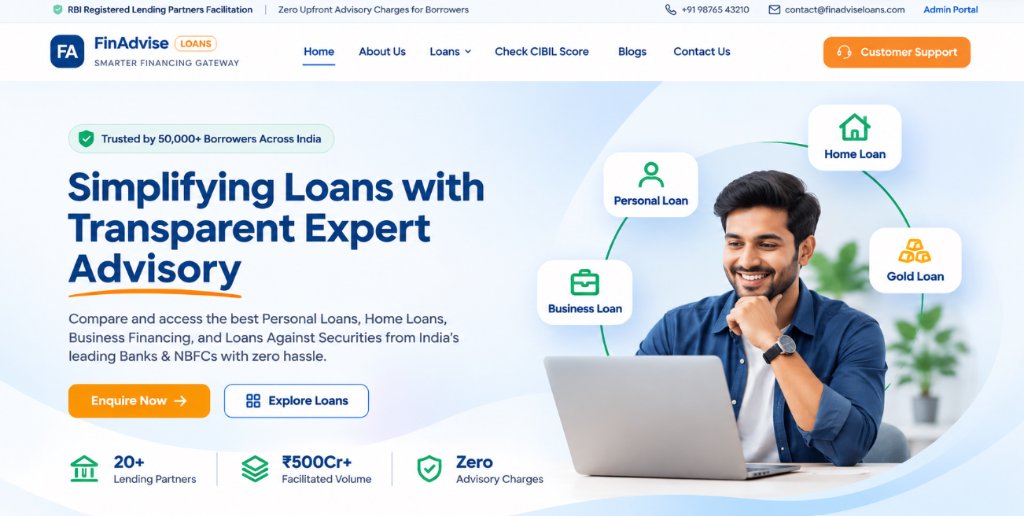 RBI Registered Lending Partners Facilitation | Zero Upfront Advisory Charges for Borrowers
+91 98765 43210
contact@finadviseloans.com
Admin Portal
FA
FinAdvise LOANS
SMARTER FINANCING GATEWAY
Home
About Us
Loans
Check CIBIL Score
Blogs
Contact Us
Customer Support
Trusted by 50,000+ Borrowers Across India
Simplifying Loans with
Transparent Expert
Advisory
Compare and access the best Personal Loans, Home Loans,
Business Financing, and Loans Against Securities from India's
leading Banks & NBFCs with zero hassle.
Enquire Now →
Explore Loans
20+
Lending Partners
₹500Cr+
Facilitated Volume
Zero
Advisory Charges
Home Loan
Personal Loan
Gold Loan
Business Loan